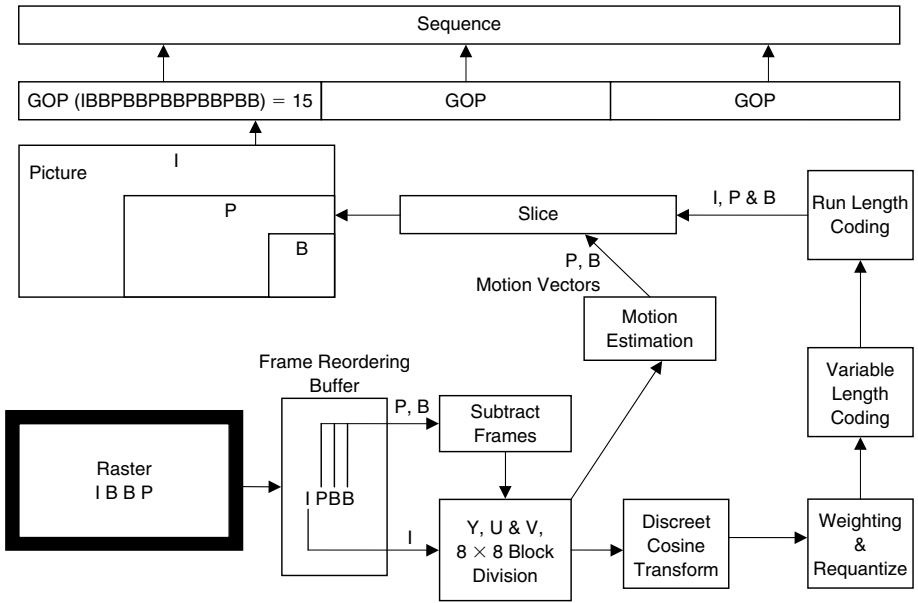 Sequence
GOP (IBBPBBPBBPBBPBB) = 15
GOP
GOP
Picture
I
P
B
Slice
I, P & B
Run Length
Coding
P, B
Motion Vectors
Motion
Estimation
Variable
Length
Coding
Frame Reordering
Buffer
P, B
Subtract
Frames
Raster
I B B P
I PBB
I
Y, U & V,
8 × 8 Block
Division
Discreet
Cosine
Transform
Weighting
&
Requantize